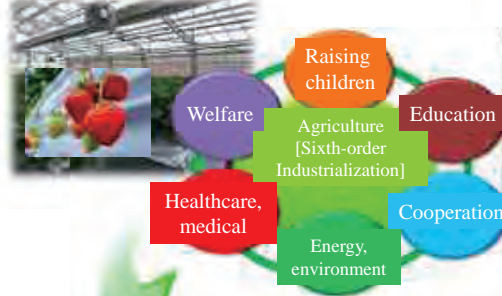 Raising
children
Welfare
Education
Agriculture
[Sixth-order
Industrialization]
Healthcare,
medical
Cooperation
Energy,
environment